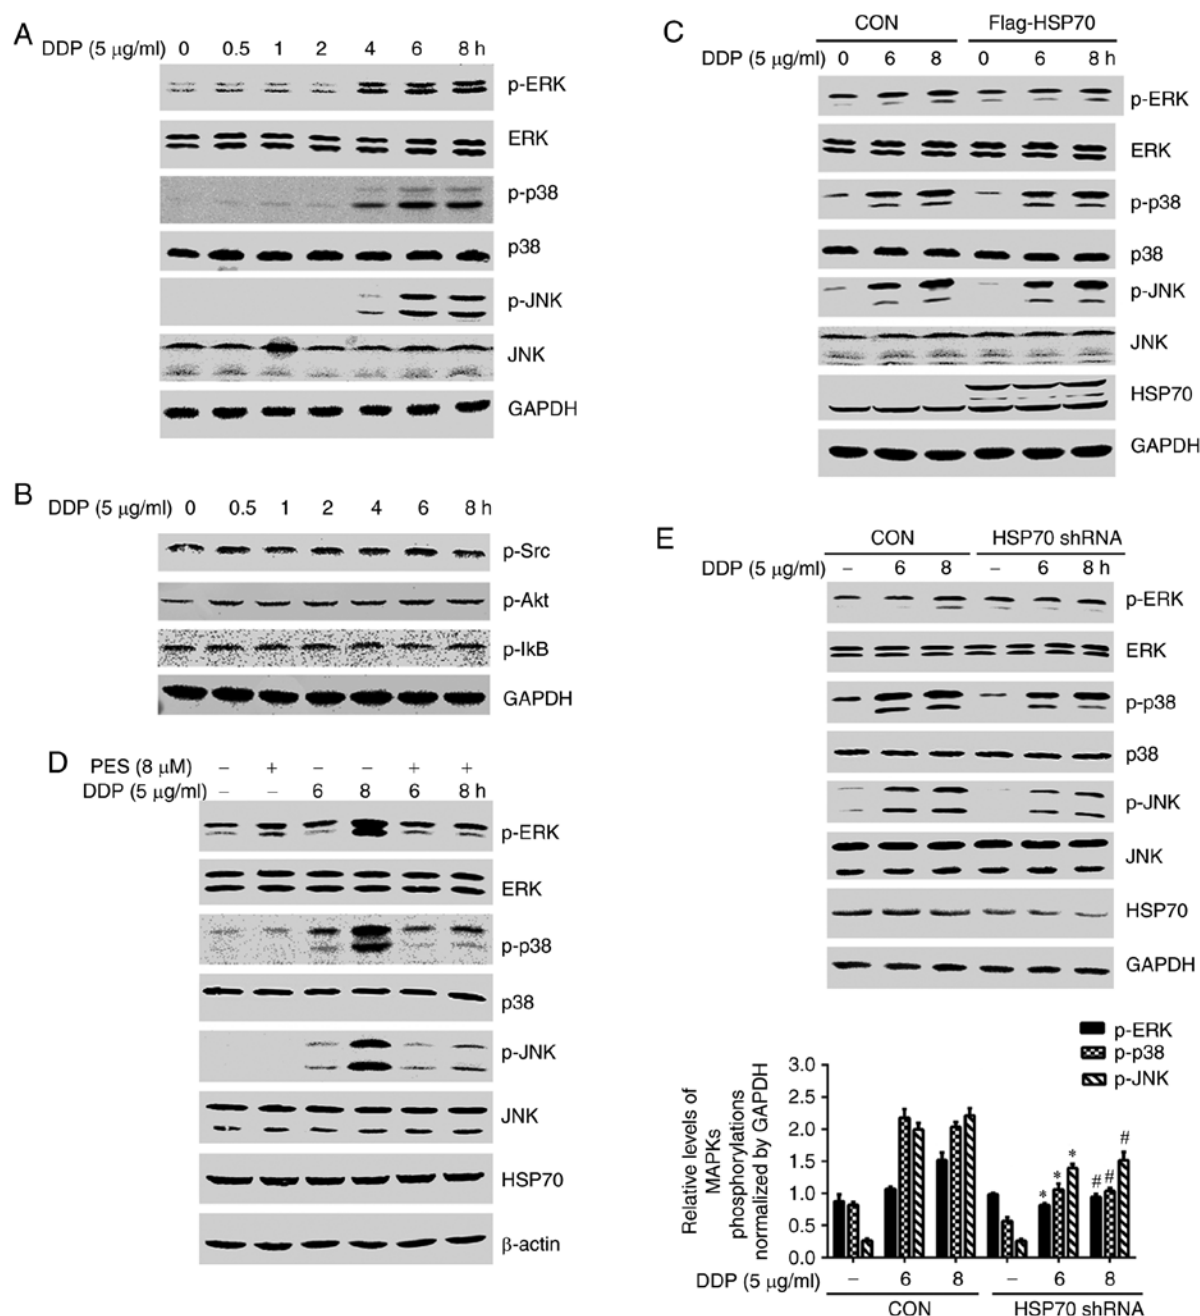 A
DDP (5 µg/ml) 0 0.5 1 2 4 6 8 h
p-ERK
ERK
p-p38
p38
p-JNK
JNK
GAPDH
B
DDP (5 µg/ml) 0 0.5 1 2 4 6 8 h
p-Src
p-Akt
p-IkB
GAPDH
D
PES (8 µM) – + – – + +
DDP (5 µg/ml) – – 6 8 6 8 h
p-ERK
ERK
p-p38
p38
p-JNK
JNK
HSP70
β-actin
C
CON Flag-HSP70
DDP (5 µg/ml) 0 6 8 0 6 8 h
p-ERK
ERK
p-p38
p38
p-JNK
JNK
HSP70
GAPDH
E
CON HSP70 shRNA
DDP (5 µg/ml) – 6 8 – 6 8 h
p-ERK
ERK
p-p38
p38
p-JNK
JNK
HSP70
GAPDH
p-ERK
p-p38
p-JNK
Relative levels of
MAPKs
phosphorylations
normalized by GAPDH
3.0
2.5
2.0
1.5
1.0
0.5
0.0
* * * # # #
DDP (5 µg/ml) – 6 8 – 6 8
CON HSP70 shRNA